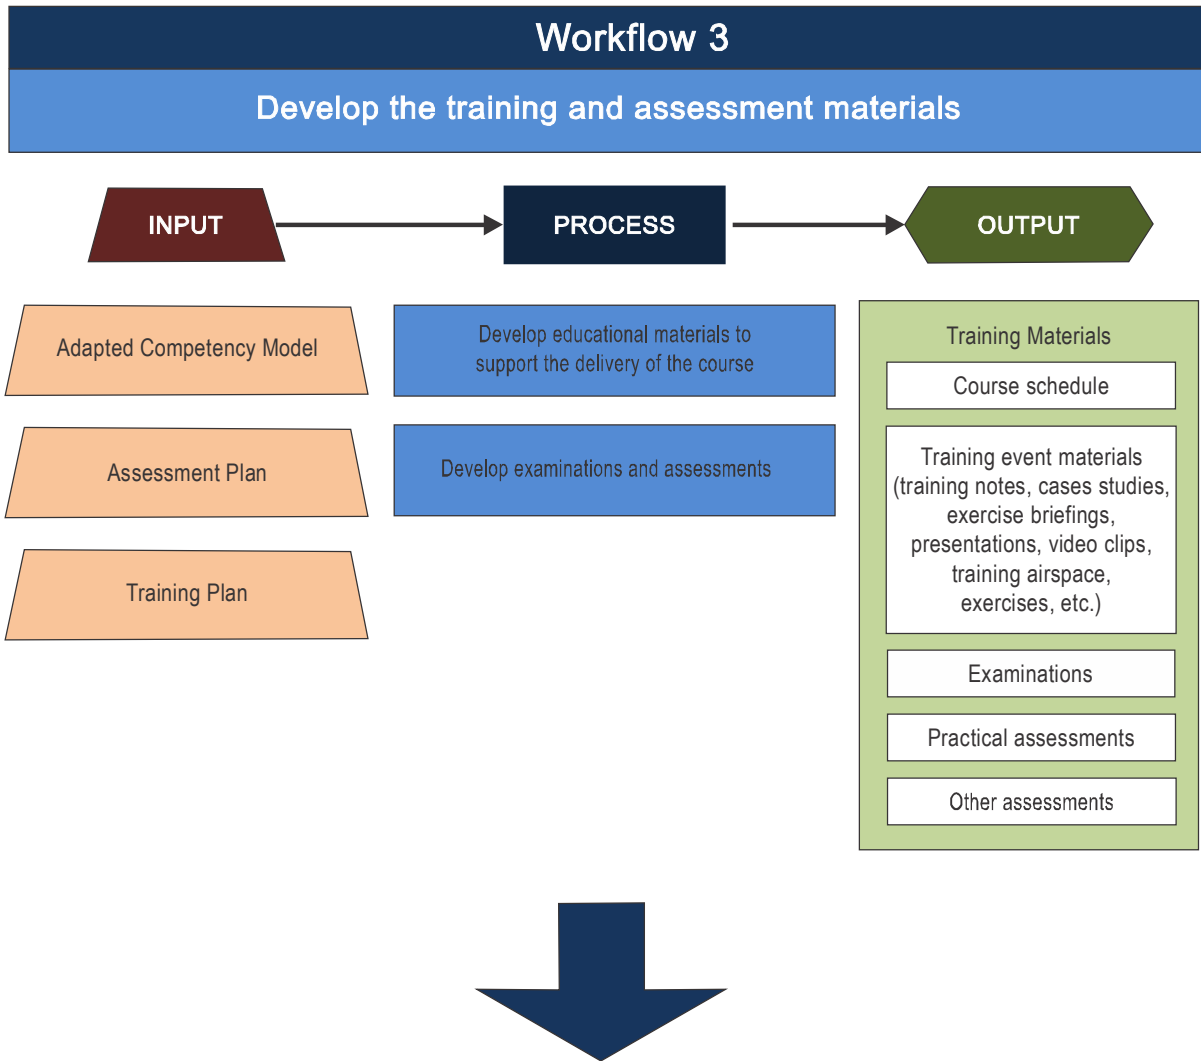 Workflow 3
Develop the training and assessment materials
INPUT
PROCESS
OUTPUT
Adapted Competency Model
Assessment Plan
Training Plan
Develop educational materials to
support the delivery of the course
Develop examinations and assessments
Training Materials
Course schedule
Training event materials
(training notes, cases studies,
exercise briefings,
presentations, video clips,
training airspace,
exercises, etc.)
Examinations
Practical assessments
Other assessments